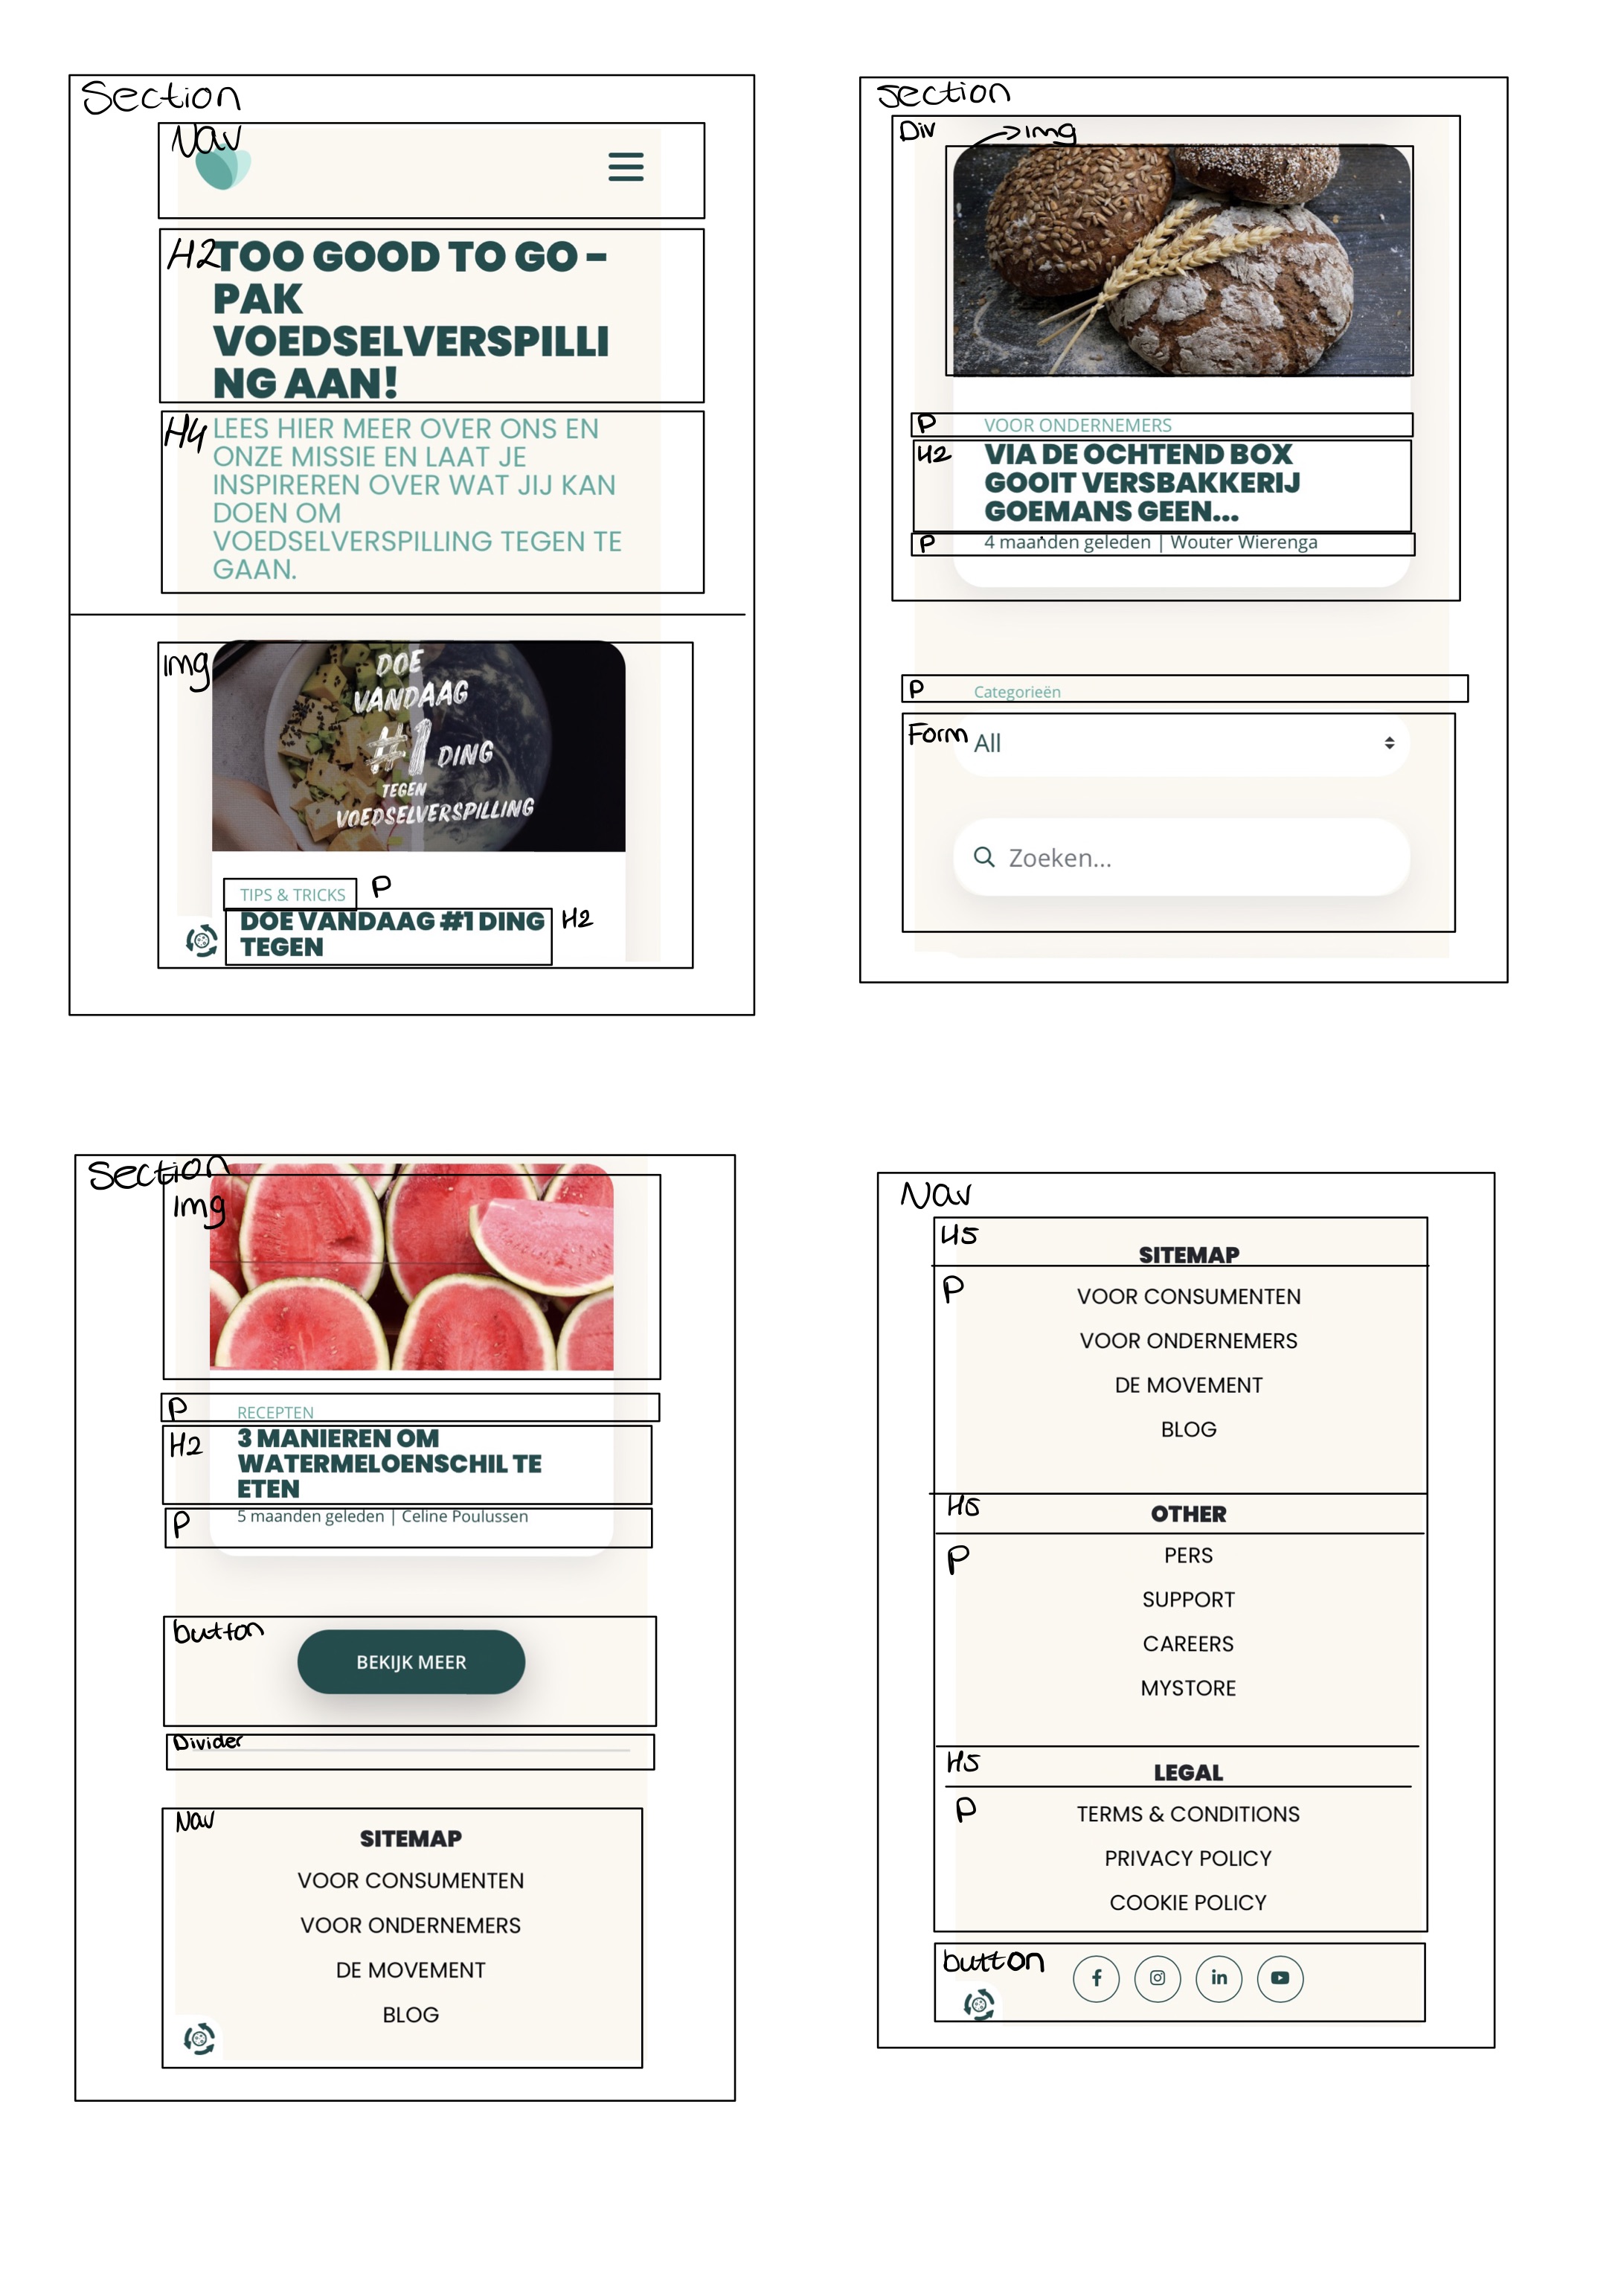 Section
Nav
H2
TOO GOOD TO GO –
PAK
VOEDSELVERSPILLI
NG AAN!
H4
LEES HIER MEER OVER ONS EN
ONZE MISSIE EN LAAT JE
INSPIREREN OVER WAT JIJ KAN
DOEN OM
VOEDSELVERSPILLING TEGEN TE
GAAN.
Img
DOE
VANDAAG
#1 DING
TEGEN
VOEDSELVERSPILLING
TIPS & TRICKS P
DOE VANDAAG #1 DING H2
TEGEN
Section
Div
img
P VOOR ONDERNEMERS
H2 VIA DE OCHTEND BOX
GOOIT VERSBAKKERIJ
GOEMANS GEEN...
P 4 maanden geleden | Wouter Wierenga
P Categorieën
Form All
Zoeken...
Section
Img
P RECEPTEN
H2 3 MANIEREN OM
WATERMELOENSCHIL TE
ETEN
P 5 maanden geleden | Celine Poulussen
button
BEKIJK MEER
Divider
Nav
SITEMAP
VOOR CONSUMENTEN
VOOR ONDERNEMERS
DE MOVEMENT
BLOG
Nav
H5
SITEMAP
P VOOR CONSUMENTEN
VOOR ONDERNEMERS
DE MOVEMENT
BLOG
H5 OTHER
P PERS
SUPPORT
CAREERS
MYSTORE
H5 LEGAL
P TERMS & CONDITIONS
PRIVACY POLICY
COOKIE POLICY
button
f in